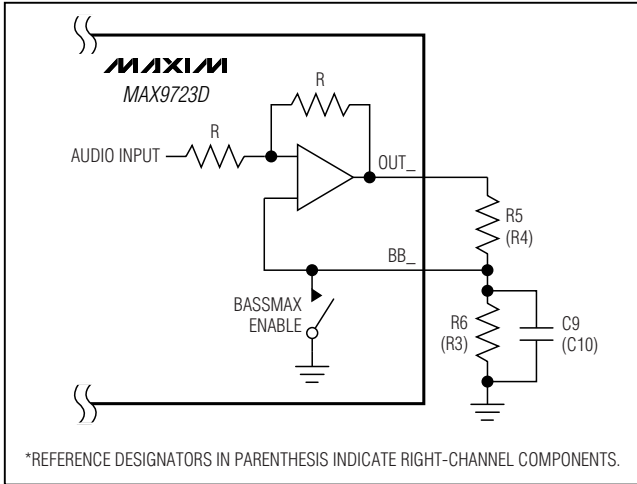 MAXIM
MAX9723D
R
R
AUDIO INPUT
OUT_
R5
(R4)
BB_
BASSMAX
ENABLE
R6
(R3)
C9
(C10)
*REFERENCE DESIGNATORS IN PARENTHESIS INDICATE RIGHT-CHANNEL COMPONENTS.